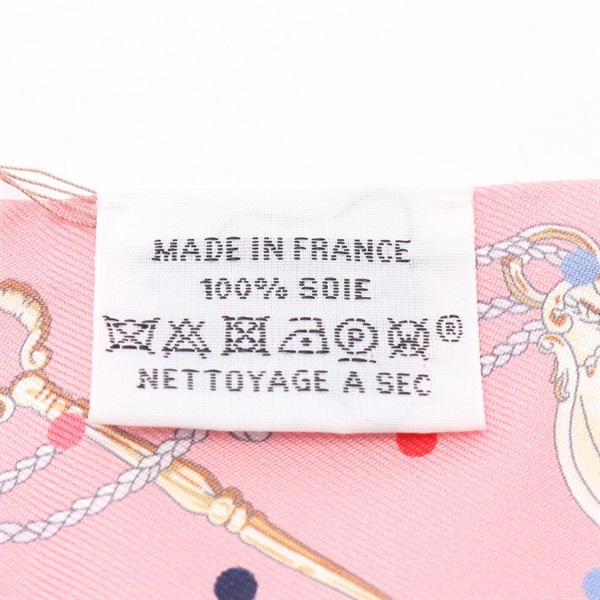 MADE IN FRANCE
100% SOIE
P W ®
NETTOYAGE A SEC